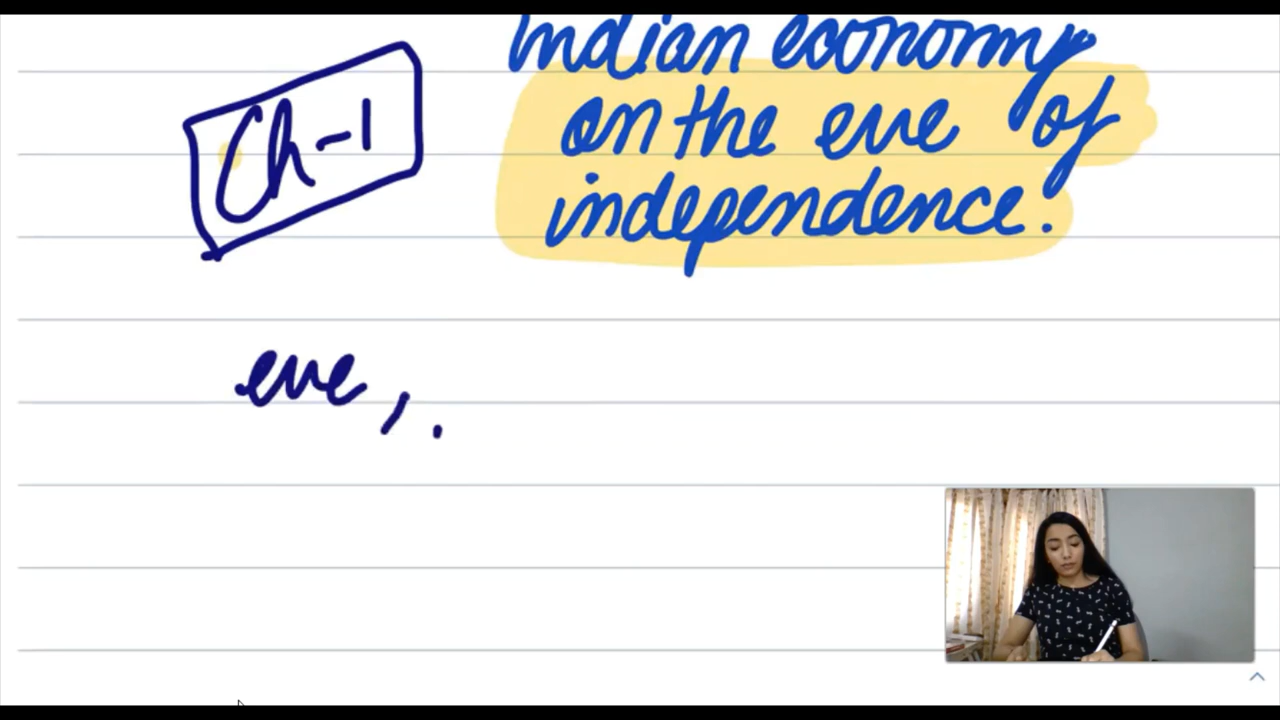 Indian economy
Ch-1
on the eve of
independence.
eve, .